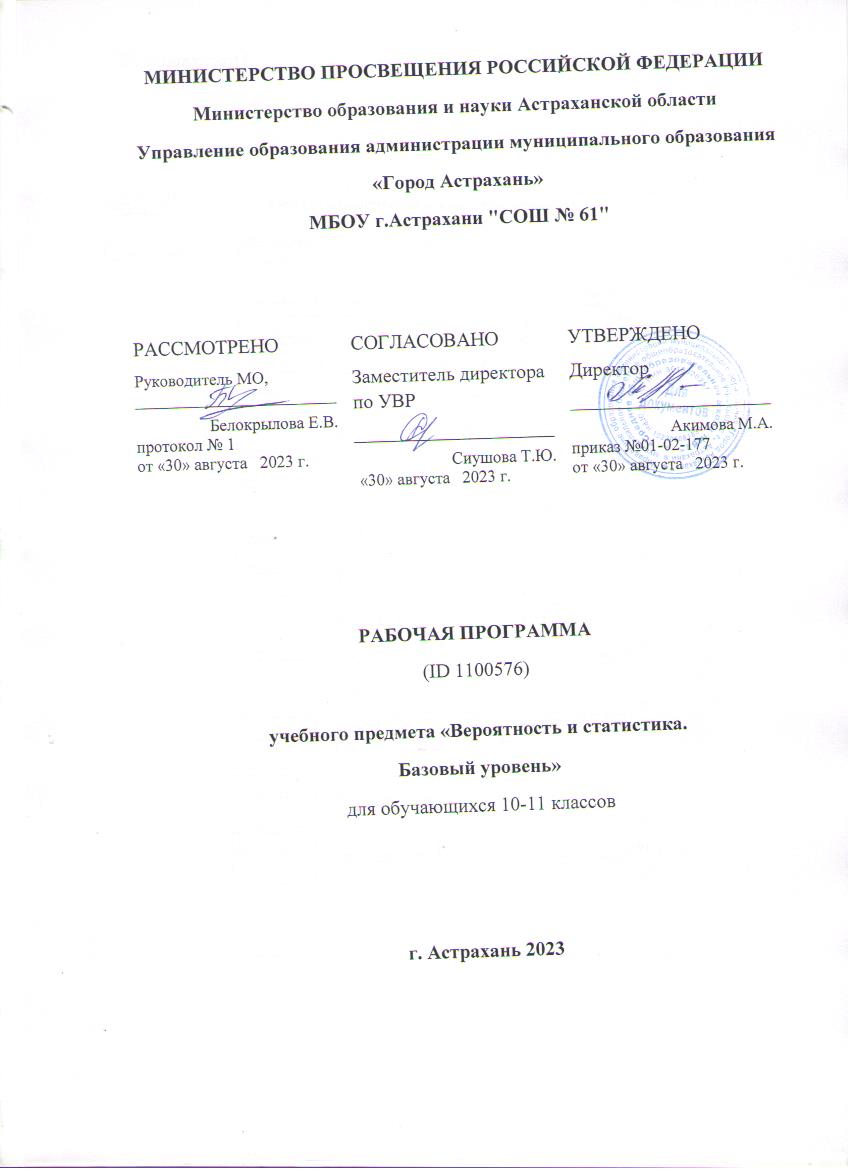 МИНИСТЕРСТВО ПРОСВЕЩЕНИЯ РОССИЙСКОЙ ФЕДЕРАЦИИ
Министерство образования и науки Астраханской области
Управление образования администрации муниципального образования
«Город Астрахань»
МБОУ г.Астрахани "СОШ № 61"
РАССМОТРЕНО
Руководитель МО,
Белокрылова Е.В.
протокол № 1
от «30» августа 2023 г.
СОГЛАСОВАНО
Заместитель директора
по УВР
Сиушова Т.Ю.
«30» августа 2023 г.
УТВЕРЖДЕНО
Директор
Для
документов
Акимова М.А.
приказ №01-02-177
от «30» августа 2023 г.
РАБОЧАЯ ПРОГРАММА
(ID 1100576)
учебного предмета «Вероятность и статистика.
Базовый уровень»
для обучающихся 10-11 классов
г. Астрахань 2023